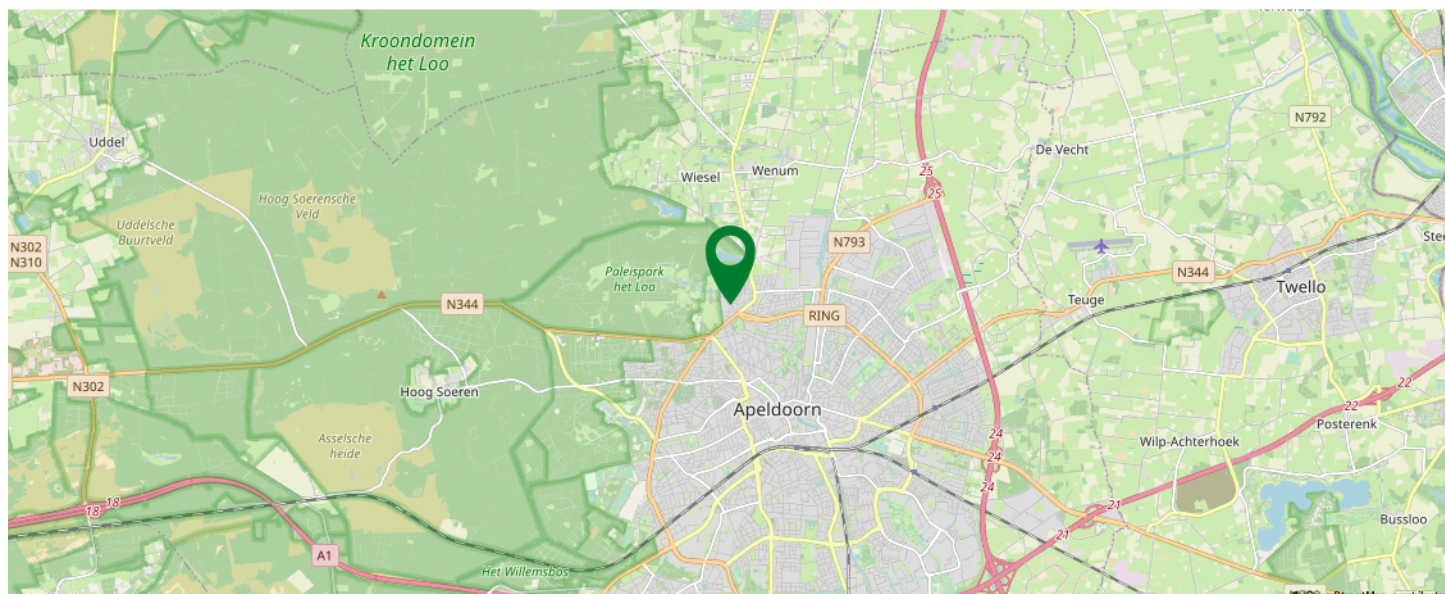 Kroondomein
het Loo
N792
Uddel
De Vecht
25
Wenum
Wiesel
25
Hoog Soerensche
Veld
Uddelsche
Buurtveld
N302
N310
N793
Paleispark
het Loo
N344
Twello
Teuge
N344
RING
N302
Hoog Soeren
22
22
Apeldoorn
Posterenk
Asselsche
heide
24
24
24
Wilp-Achterhoek
18
18
21
21
Bussloo
A1
Het Willemsbos